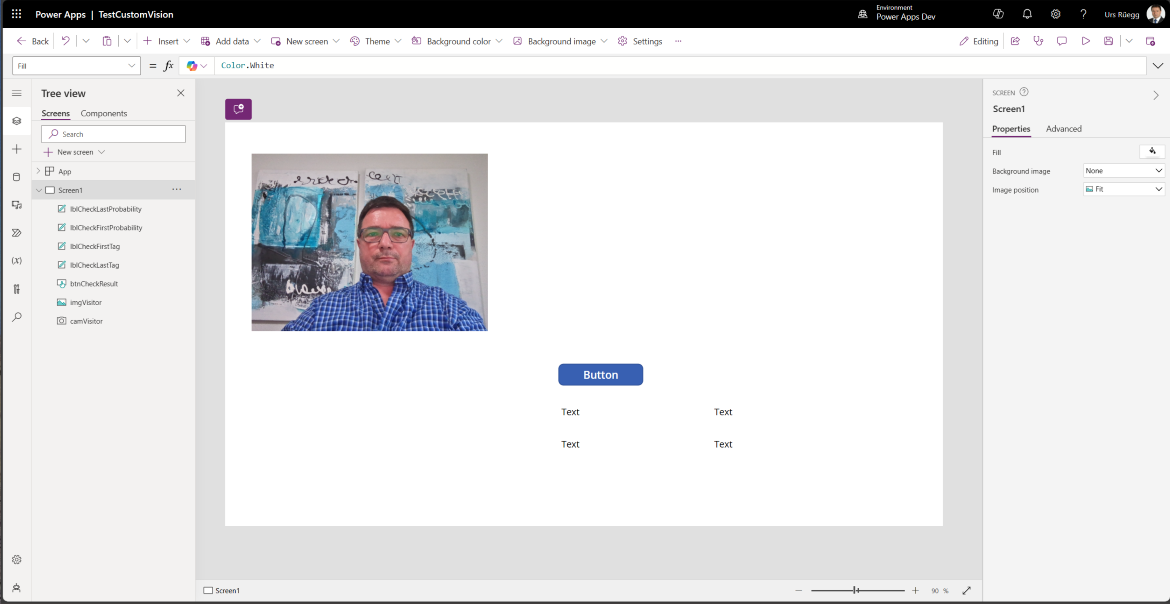 Power Apps | TestCustomVision
Environment
Power Apps Dev
Urs Rüegg
Back
Insert
Add data
New screen
Theme
Background color
Background image
Settings
...
Editing
Fill
= fx
Color.White
Tree view
Screens Components
Search
New screen
App
Screen1
...
lblCheckLastProbability
lblCheckFirstProbability
lblCheckFirstTag
lblCheckLastTag
btnCheckResult
imgVisitor
camVisitor
Button
Text Text
Text Text
SCREEN
Screen1
Properties Advanced
Fill
Background image None
Image position Fit
Screen1
90 %